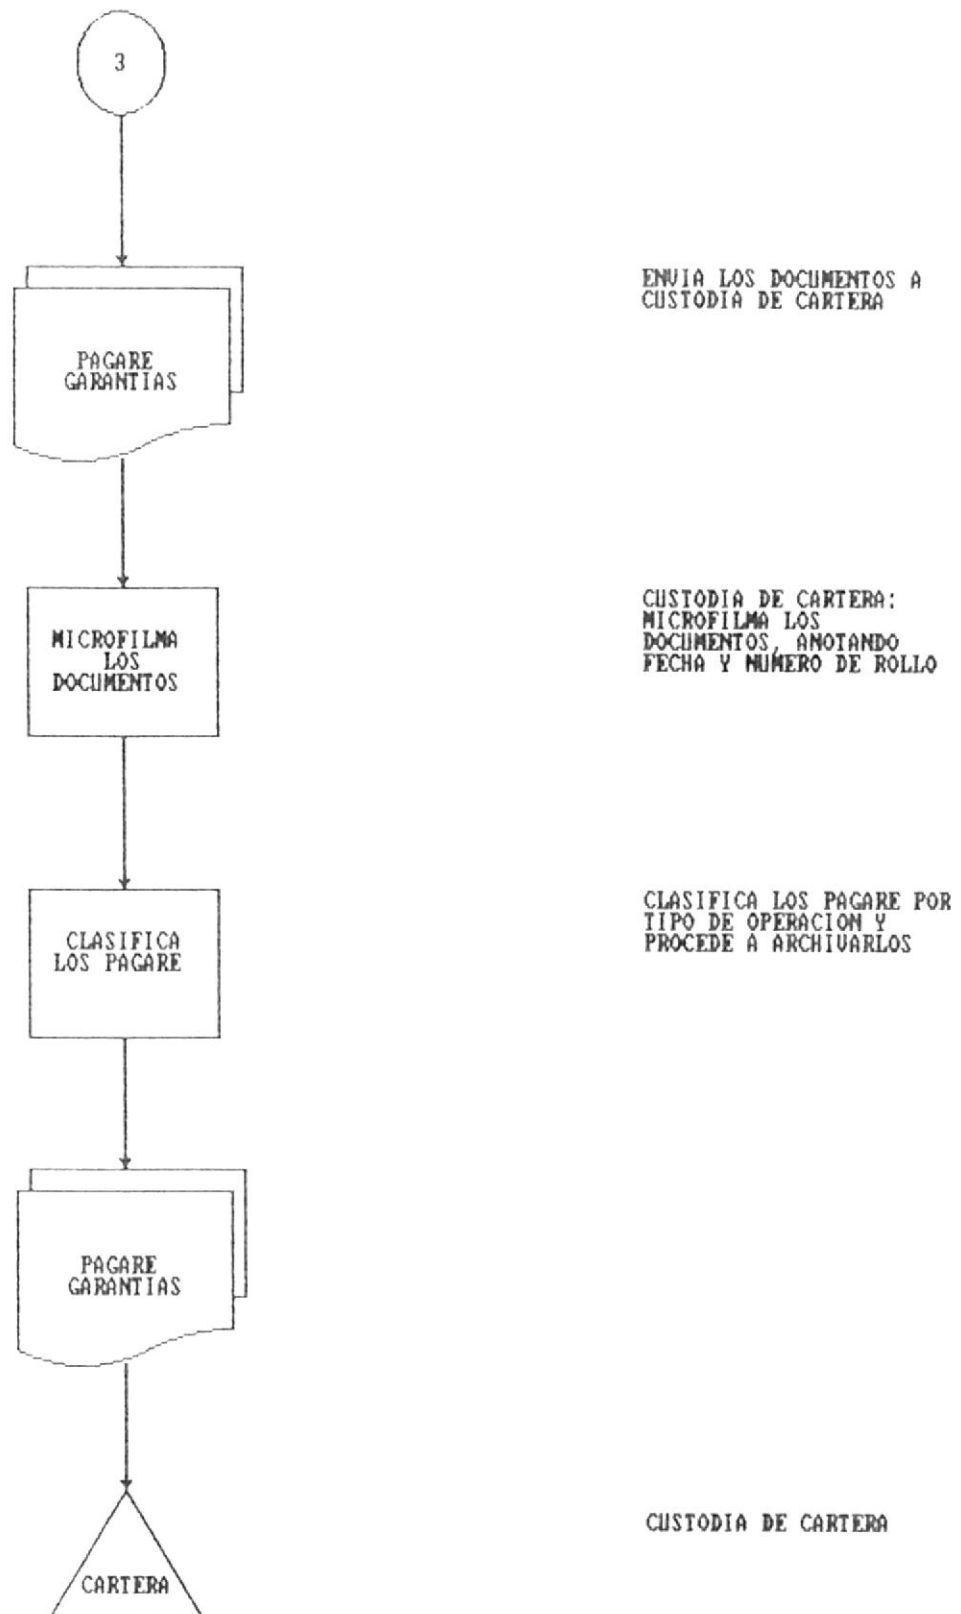 3
ENVIA LOS DOCUMENTOS A
CUSTODIA DE CARTERA
PAGARE
GARANTIAS
CUSTODIA DE CARTERA:
MICROFILMA LOS
DOCUMENTOS, ANOTANDO
FECHA Y NUMERO DE ROLLO
MICROFILMA
LOS
DOCUMENTOS
CLASIFICA LOS PAGARE POR
TIPO DE OPERACION Y
PROCEDE A ARCHIVARLOS
CLASIFICA
LOS PAGARE
PAGARE
GARANTIAS
CUSTODIA DE CARTERA
CARTERA